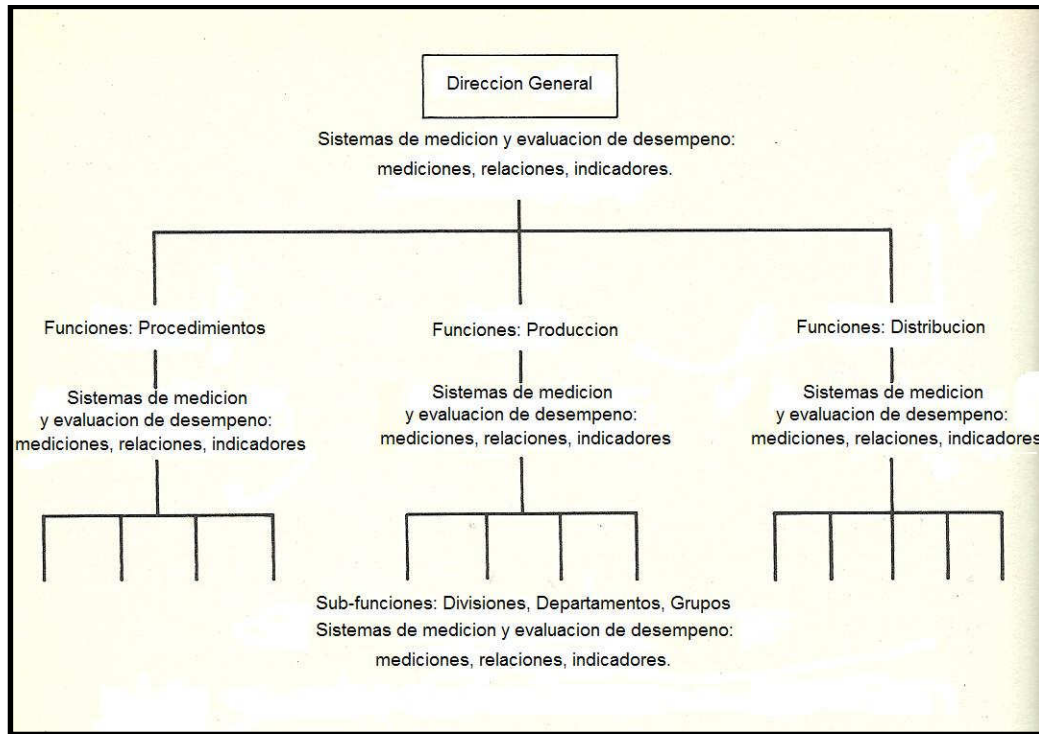 Direccion General
Sistemas de medicion y evaluacion de desempeno:
mediciones, relaciones, indicadores.
Funciones: Procedimientos
Funciones: Produccion
Funciones: Distribucion
Sistemas de medicion
y evaluacion de desempeno:
mediciones, relaciones, indicadores
Sistemas de medicion
y evaluacion de desempeno:
mediciones, relaciones, indicadores
Sistemas de medicion
y evaluacion de desempeno:
mediciones, relaciones, indicadores
Sub-funciones: Divisiones, Departamentos, Grupos
Sistemas de medicion y evaluacion de desempeno:
mediciones, relaciones, indicadores.